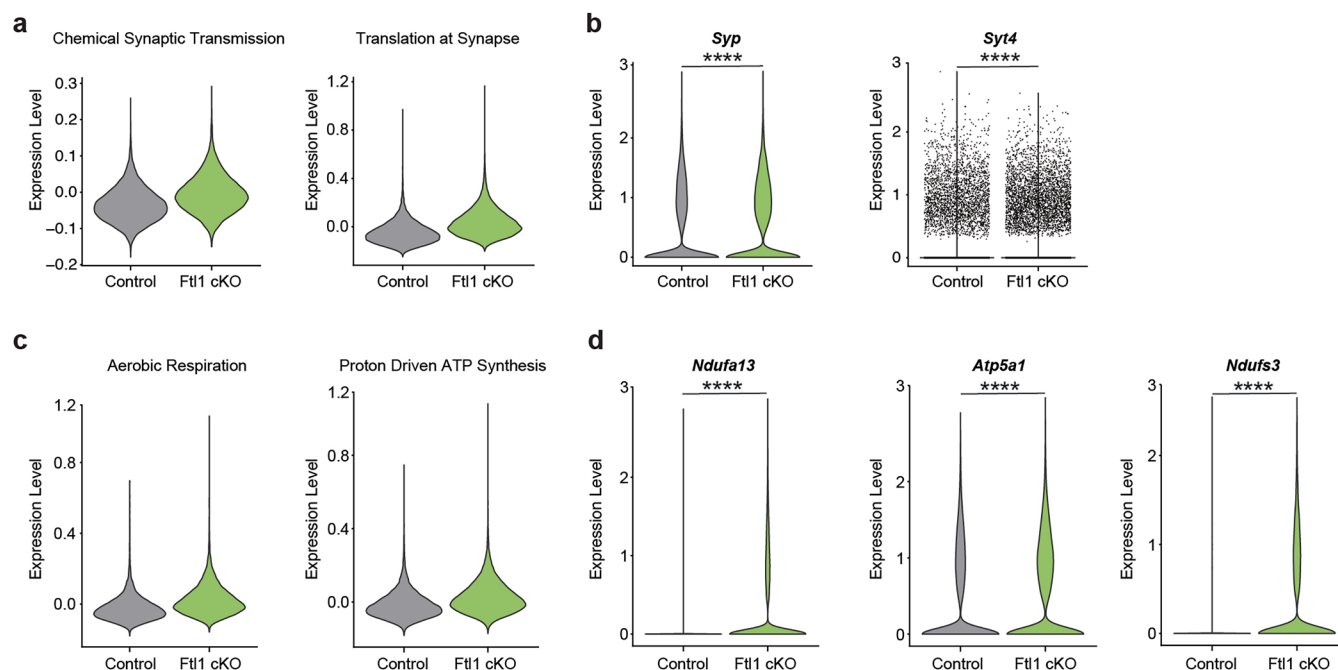 a
Chemical Synaptic Transmission
Translation at Synapse
Expression Level
0.3
0.2
0.1
0.0
–0.1
–0.2
Control
Ftl1 cKO
Expression Level
1.2
0.8
0.4
0.0
Control
Ftl1 cKO
b
Syp
****
Expression Level
3
2
1
0
Control
Ftl1 cKO
Syt4
****
Expression Level
3
2
1
0
Control
Ftl1 cKO
c
Aerobic Respiration
Proton Driven ATP Synthesis
Expression Level
1.2
0.8
0.4
0.0
Control
Ftl1 cKO
Expression Level
1.2
0.8
0.4
0.0
Control
Ftl1 cKO
d
Ndufa13
****
Expression Level
3
2
1
0
Control
Ftl1 cKO
Atp5a1
****
Expression Level
3
2
1
0
Control
Ftl1 cKO
Ndufs3
****
Expression Level
3
2
1
0
Control
Ftl1 cKO